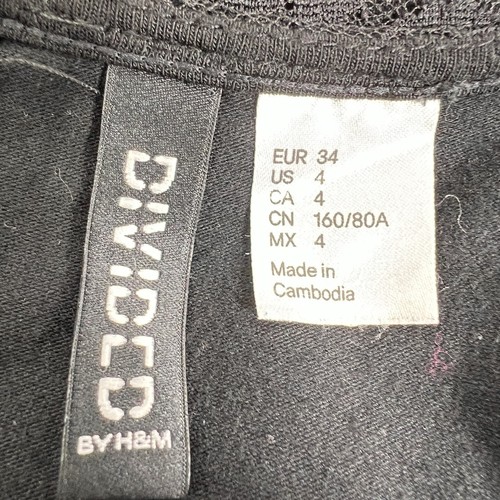 DIVIDED
BY H&M
EUR 34
US 4
CA 4
CN 160/80A
MX 4
Made in
Cambodia